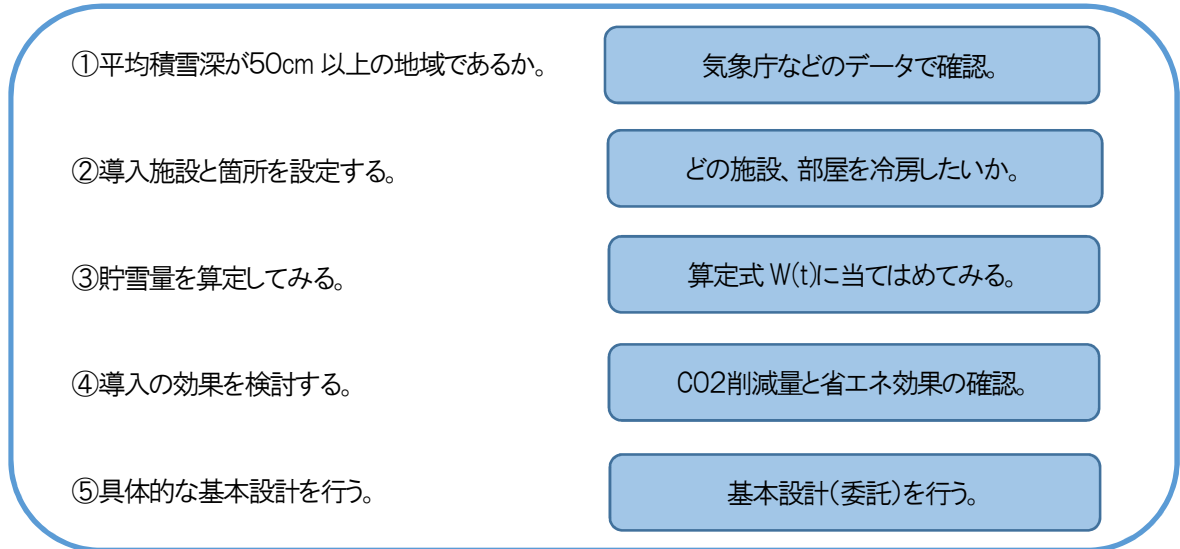 ①平均積雪深が50cm 以上の地域であるか。
気象庁などのデータで確認。
②導入施設と箇所を設定する。
どの施設、部屋を冷房したいか。
③貯雪量を算定してみる。
算定式 W(t)に当てはめてみる。
④導入の効果を検討する。
CO2削減量と省エネ効果の確認。
⑤具体的な基本設計を行う。
基本設計(委託)を行う。